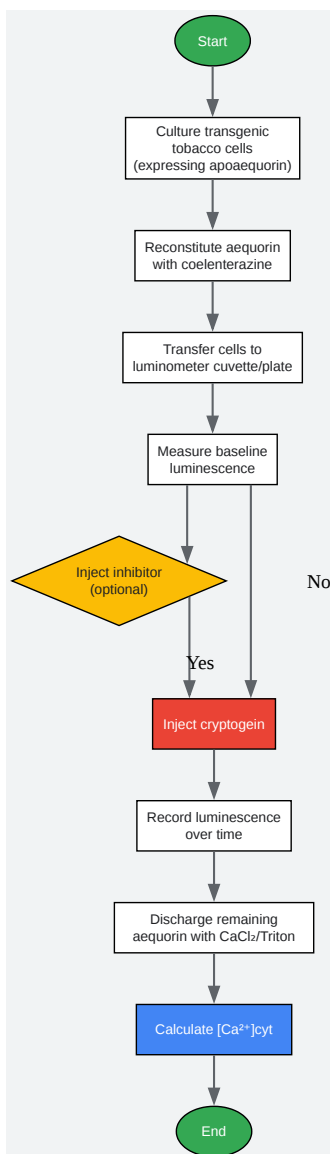 Start
Culture transgenic
tobacco cells
(expressing apoaequorin)
Reconstitute aequorin
with coelenterazine
Transfer cells to
luminometer cuvette/plate
Measure baseline
luminescence
Inject inhibitor
(optional)
No
Yes
Inject cryptogein
Record luminescence
over time
Discharge remaining
aequorin with CaCl₂/Triton
Calculate [Ca²⁺]cyt
End